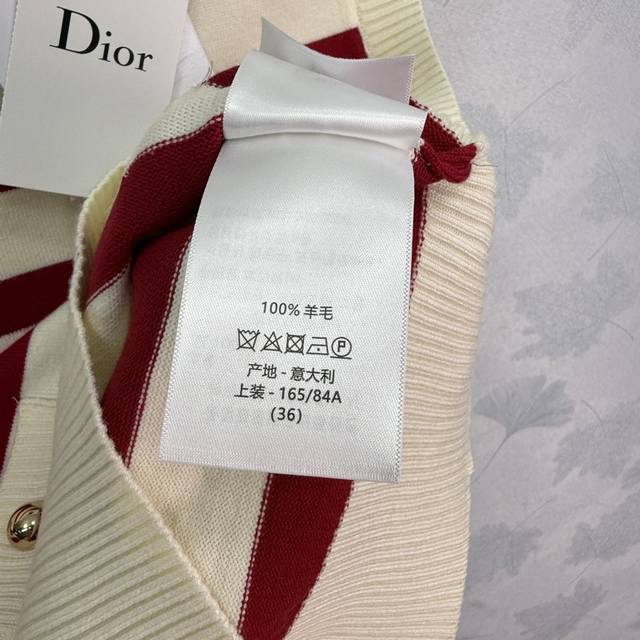 Dior
100% 羊毛
产地 - 意大利
上装 - 165/84A
(36)